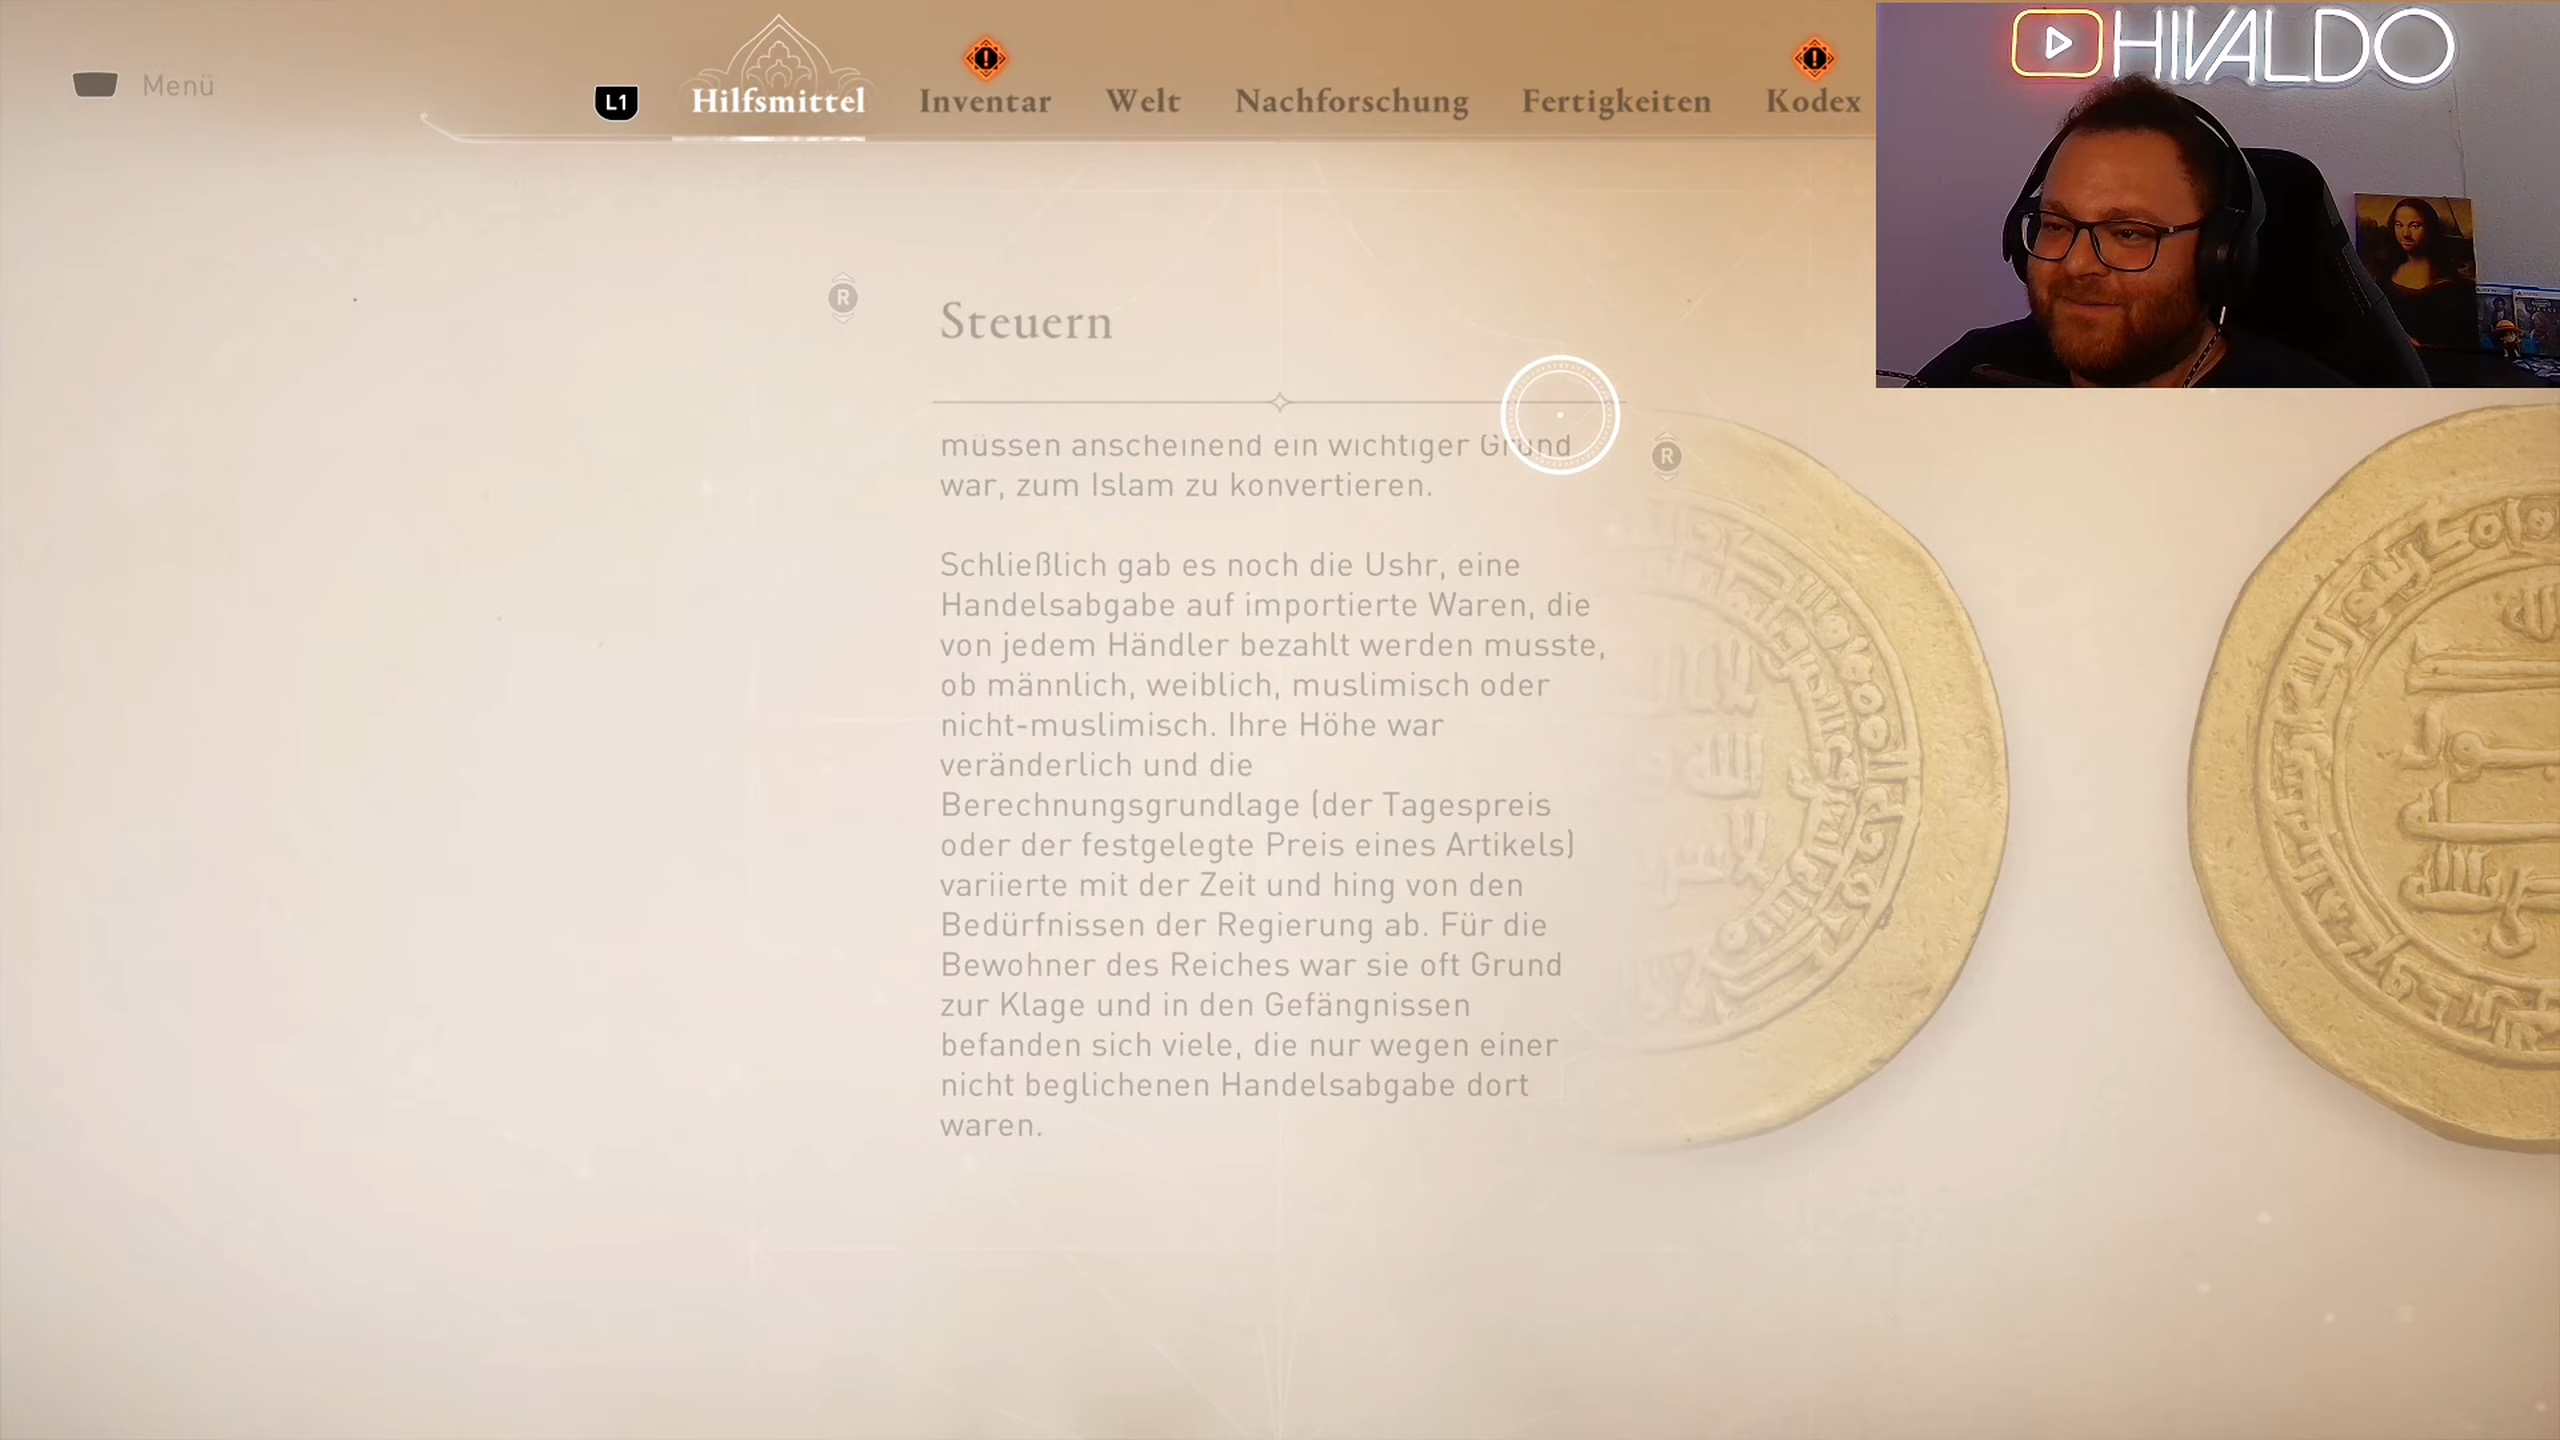 Menü
L1
Hilfsmittel
Inventar
Welt
Nachforschung
Fertigkeiten
Kodex
HIVALDO
R
Steuern
müssen anscheinend ein wichtiger Grund
R
war, zum Islam zu konvertieren.
Schließlich gab es noch die Ushr, eine
Handelsabgabe auf importierte Waren, die
von jedem Händler bezahlt werden musste,
ob männlich, weiblich, muslimisch oder
nicht-muslimisch. Ihre Höhe war
veränderlich und die
Berechnungsgrundlage (der Tagespreis
oder der festgelegte Preis eines Artikels)
variierte mit der Zeit und hing von den
Bedürfnissen der Regierung ab. Für die
Bewohner des Reiches war sie oft Grund
zur Klage und in den Gefängnissen
befanden sich viele, die nur wegen einer
nicht beglichenen Handelsabgabe dort
waren.